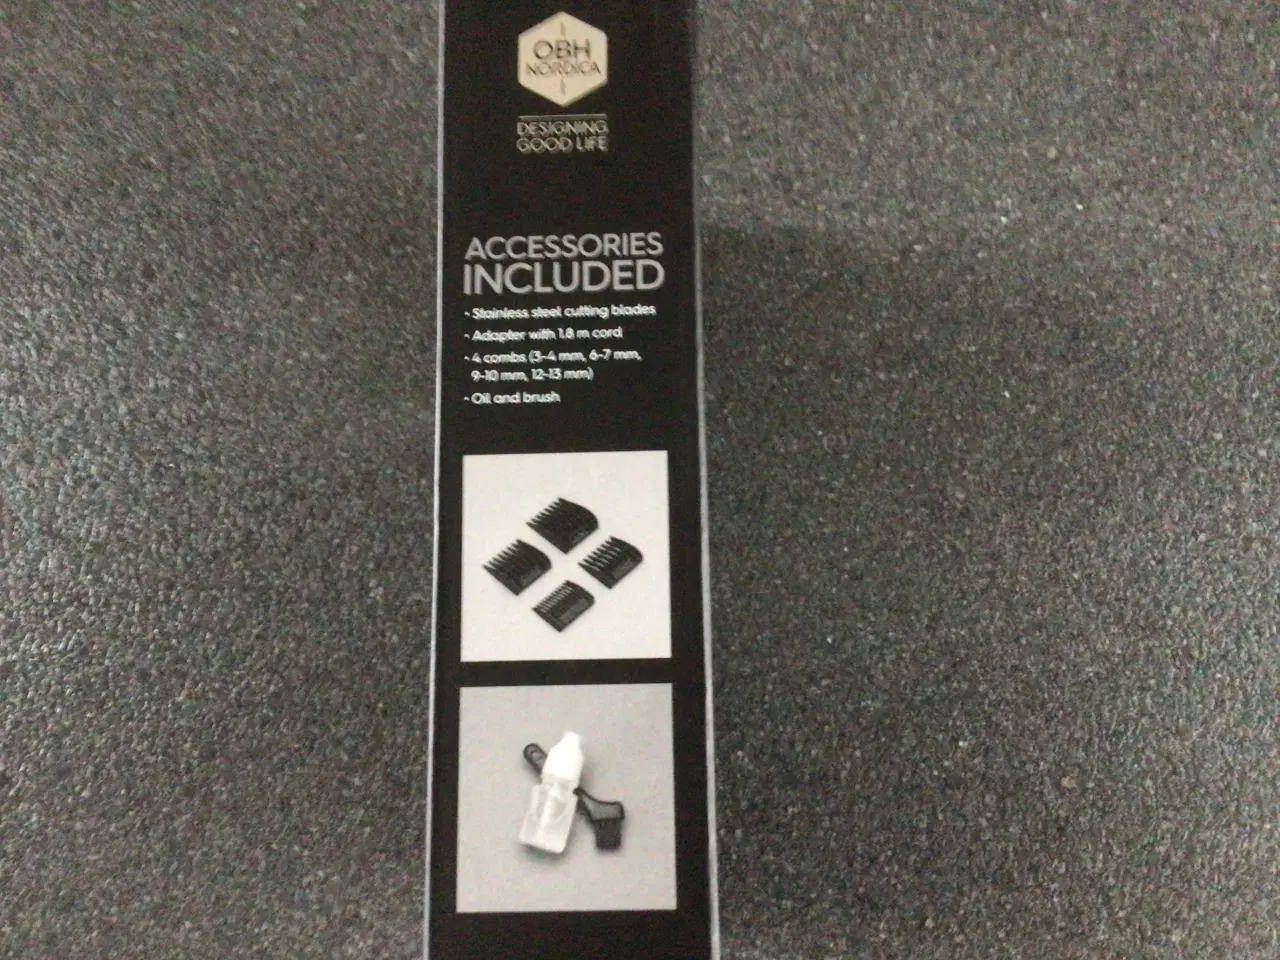 OBH
NORDICA
DESIGNING
GOOD LIFE
ACCESSORIES
INCLUDED
- Stainless steel cutting blades
- Adapter with 1.8 m cord
- 4 combs (3-4 mm, 6-7 mm,
9-10 mm, 12-13 mm)
- Oil and brush